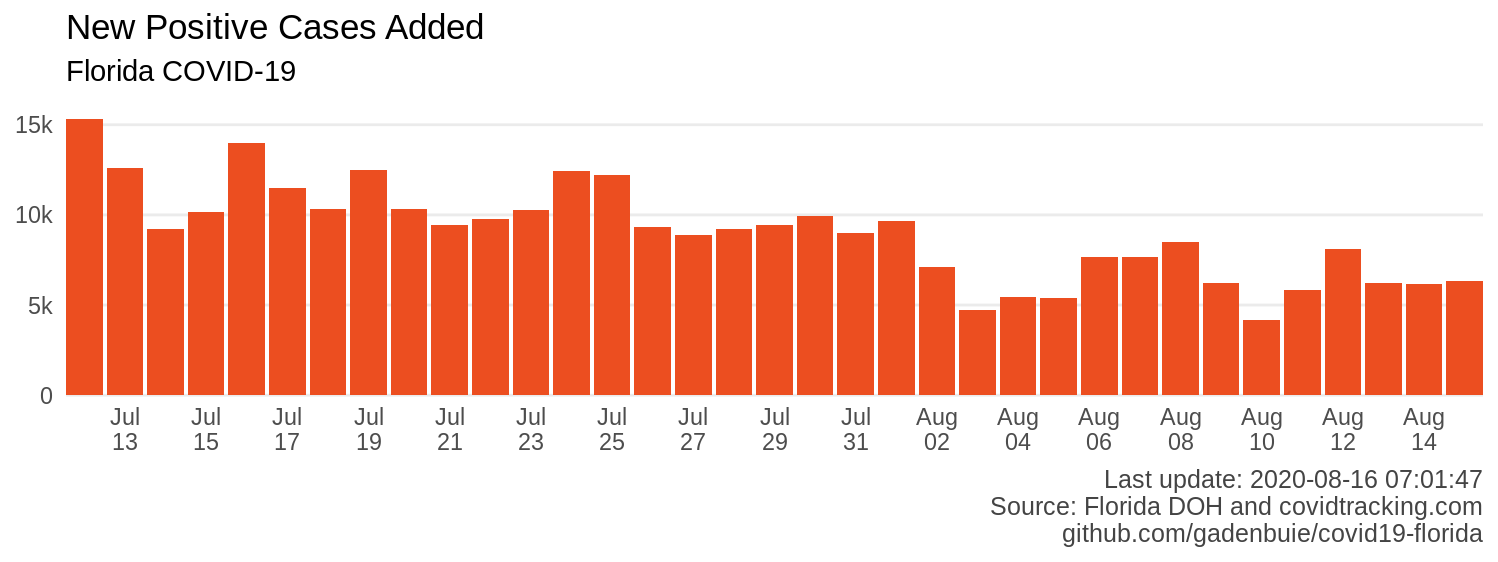 New Positive Cases Added
Florida COVID-19
15k
10k
5k
0
Jul Jul Jul Jul Jul Jul Jul Jul Jul Jul Aug Aug Aug Aug Aug Aug Aug
13 15 17 19 21 23 25 27 29 31 02 04 06 08 10 12 14
Last update: 2020-08-16 07:01:47
Source: Florida DOH and covidtracking.com
github.com/gadenbuie/covid19-florida